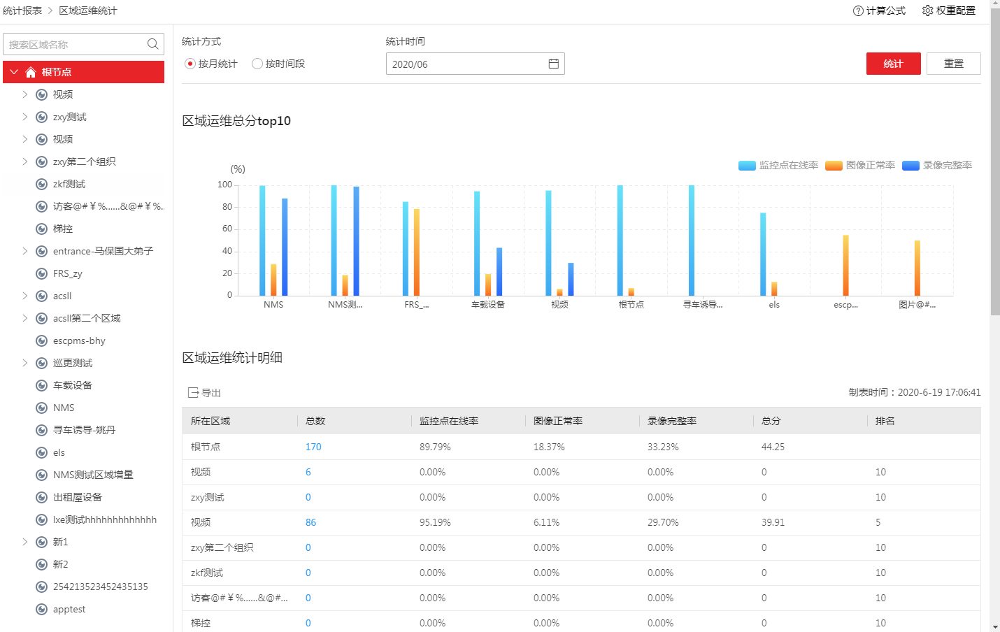 统计报表 > 区域运维统计
计算公式
权重配置
搜索区域名称
根节点
视频
zxy测试
视频
zxy第二个组织
zkf测试
访客@#￥%……&@#￥%..
梯控
entrance-马保国大弟子
FRS_zy
acsll
acsll第二个区域
escpms-bhy
巡更测试
车载设备
NMS
寻车诱导-姚丹
els
NMS测试区域增量
出租屋设备
lxe测试hhhhhhhhhhhhh
新1
新2
254213523452435135
apptest
统计方式
按月统计
按时间段
统计时间
2020/06
统计
重置
区域运维总分top10
监控点在线率 图像正常率 录像完整率
(%)
100
80
60
40
20
0
NMS NMS测... FRS_... 车载设备 视频 根节点 寻车诱导... els escp... 图片@#...
区域运维统计明细
导出
制表时间：2020-6-19 17:06:41
所在区域 总数 监控点在线率 图像正常率 录像完整率 总分 排名
根节点 170 89.79% 18.37% 33.23% 44.25
视频 6 0.00% 0.00% 0.00% 0 10
zxy测试 0 0.00% 0.00% 0.00% 0 10
视频 86 95.19% 6.11% 29.70% 39.91 5
zxy第二个组织 0 0.00% 0.00% 0.00% 0 10
zkf测试 0 0.00% 0.00% 0.00% 0 10
访客@#￥%……&@#... 0 0.00% 0.00% 0.00% 0 10
梯控 0 0.00% 0.00% 0.00% 0 10